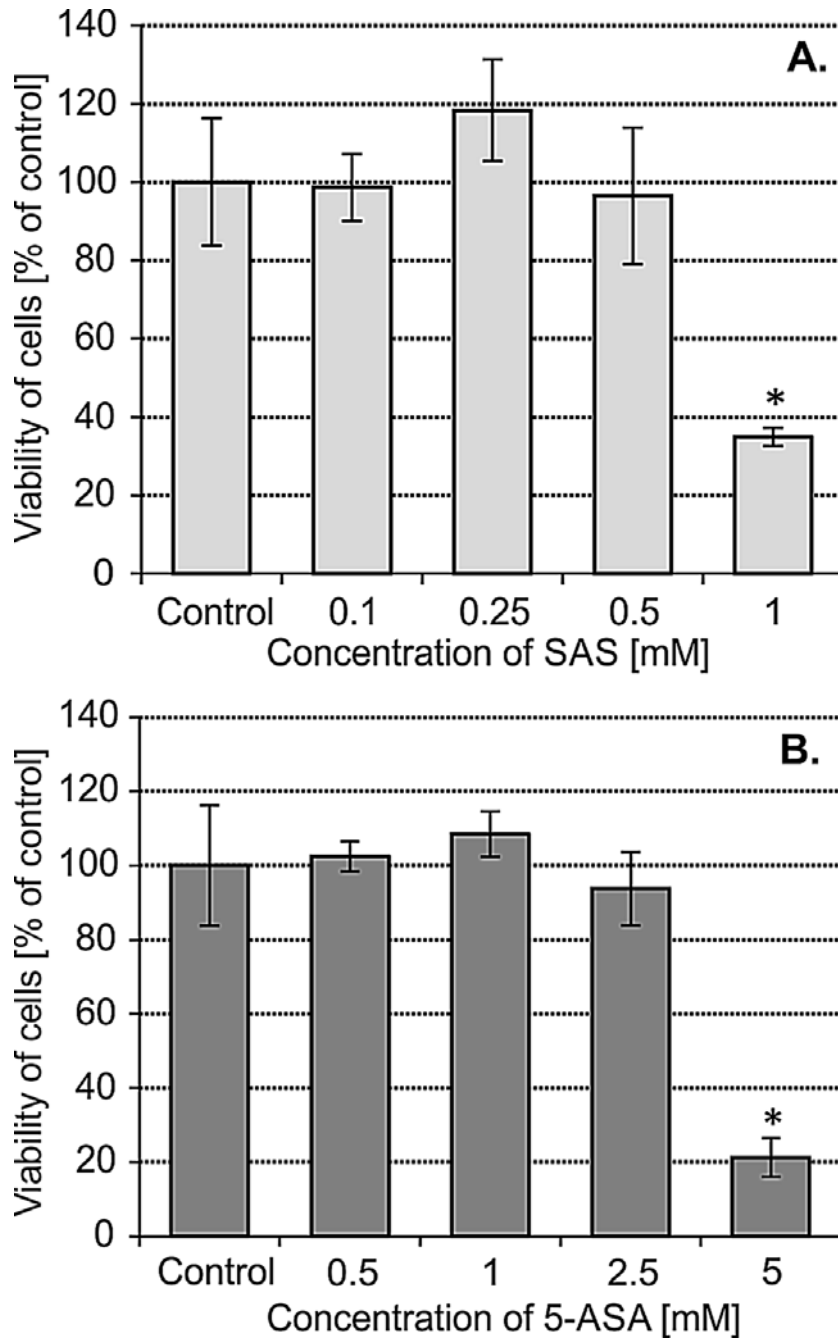 A.
Viability of cells [% of control]
140
120
100
80
60
40
20
0
*
Control 0.1 0.25 0.5 1
Concentration of SAS [mM]
B.
Viability of cells [% of control]
140
120
100
80
60
40
20
0
*
Control 0.5 1 2.5 5
Concentration of 5-ASA [mM]